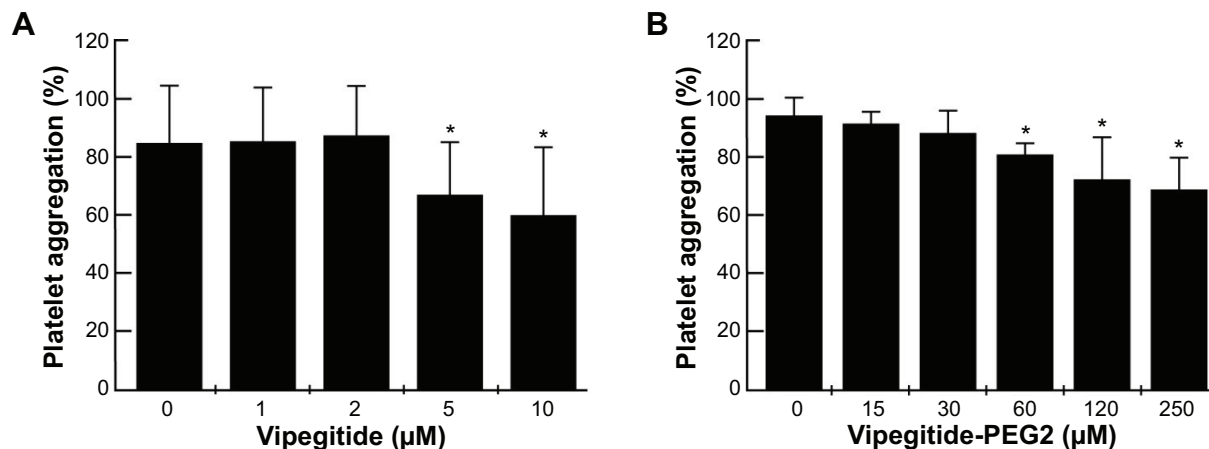 A
Platelet aggregation (%)
120
100
80
60
40
20
0
* *
0 1 2 5 10
Vipegitide (µM)
B
Platelet aggregation (%)
120
100
80
60
40
20
0
* * *
0 15 30 60 120 250
Vipegitide-PEG2 (µM)